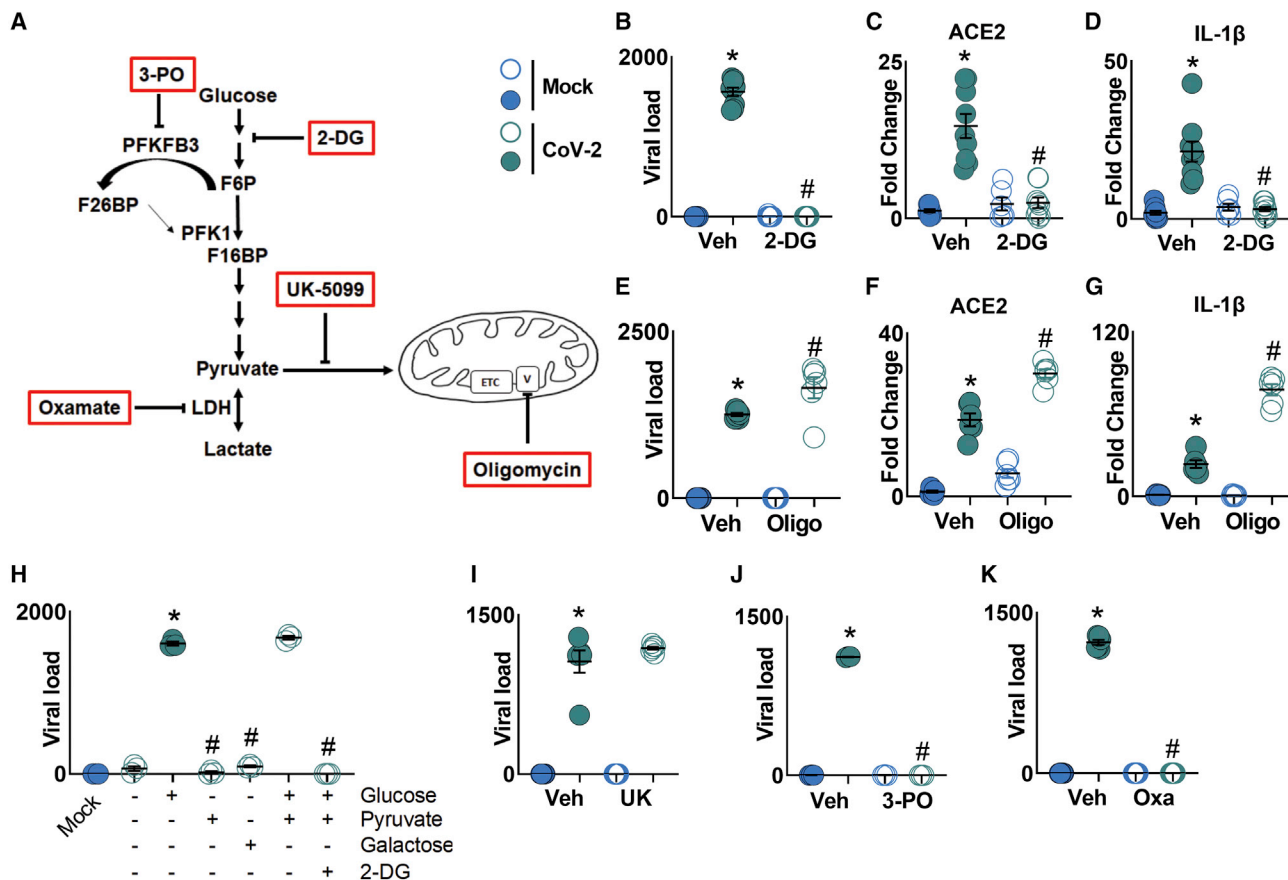 A
3-PO
Glucose
PFKFB3
2-DG
F6P
F26BP
PFK1
F16BP
UK-5099
Pyruvate
ETC
V
Oxamate
LDH
Lactate
Oligomycin
Mock
CoV-2
B
2000
*
Viral load
#
0
Veh 2-DG
C
ACE2
25
*
Fold Change
#
0
Veh 2-DG
D
IL-1β
50
*
Fold Change
#
0
Veh 2-DG
E
2500
#
*
Viral load
0
Veh Oligo
F
ACE2
40
#
*
Fold Change
0
Veh Oligo
G
IL-1β
120
#
*
Fold Change
0
Veh Oligo
H
2000
*
Viral load
# # #
0
Mock
- + - - + + Glucose
- - + - + + Pyruvate
- - - + - - Galactose
- - - - - + 2-DG
I
1500
*
Viral load
0
Veh UK
J
1500
*
Viral load
#
0
Veh 3-PO
K
1500
*
Viral load
#
0
Veh Oxa